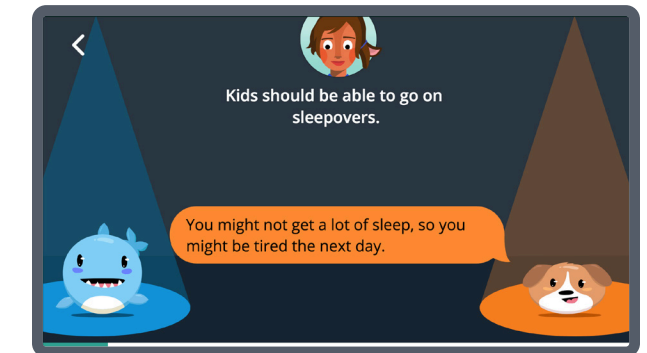 Kids should be able to go on
sleepovers.
You might not get a lot of sleep, so you
might be tired the next day.